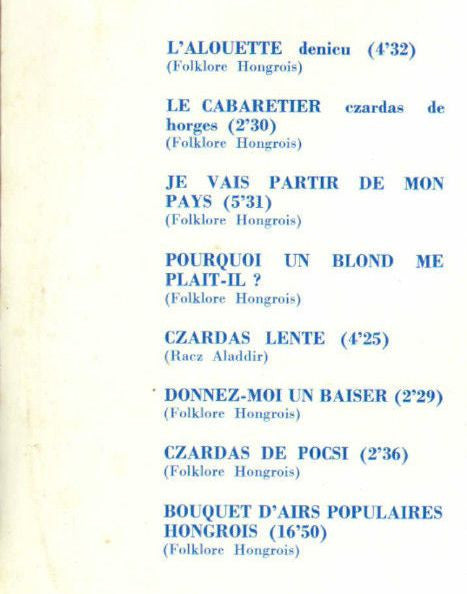 L'ALOUETTE denicu (4'32)
(Folklore Hongrois)
LE CABARETIER czardas de
horges (2'30)
(Folklore Hongrois)
JE VAIS PARTIR DE MON
PAYS (5'31)
(Folklore Hongrois)
POURQUOI UN BLOND ME
PLAIT-IL ?
(Folklore Hongrois)
CZARDAS LENTE (4'25)
(Racz Aladdir)
DONNEZ-MOI UN BAISER (2'29)
(Folklore Hongrois)
CZARDAS DE POCSI (2'36)
(Folklore Hongrois)
BOUQUET D'AIRS POPULAIRES
HONGROIS (16'50)
(Folklore Hongrois)